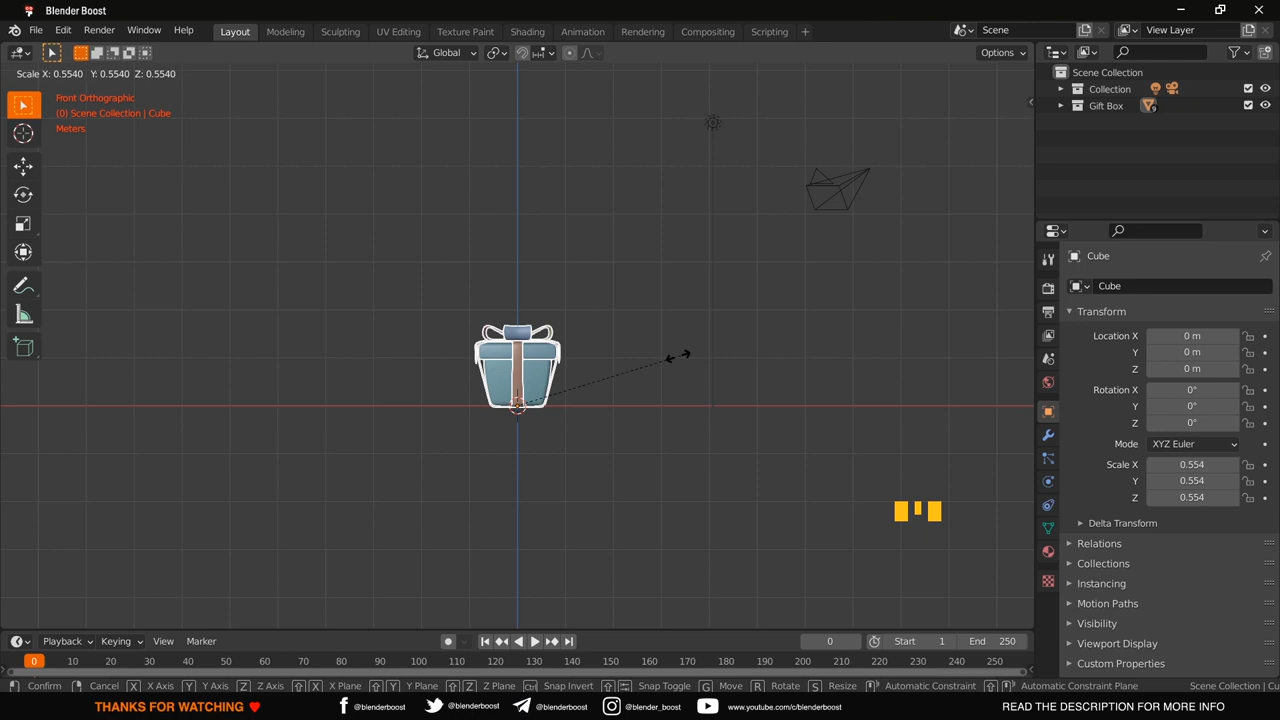 Blender Boost
File Edit Render Window Help
Layout Modeling Sculpting UV Editing Texture Paint Shading Animation Rendering Compositing Scripting +
Scene View Layer
Global Options
Scale X: 0.5540 Y: 0.5540 Z: 0.5540
Front Orthographic
(0) Scene Collection | Cube
Meters
Scene Collection
Collection
Gift Box
Cube
Cube
Transform
Location X 0 m
Y 0 m
Z 0 m
Rotation X 0°
Y 0°
Z 0°
Mode XYZ Euler
Scale X 0.554
Y 0.554
Z 0.554
Delta Transform
Relations
Collections
Instancing
Motion Paths
Visibility
Viewport Display
Custom Properties
Playback Keying View Marker 0 Start 1 End 250
0 10 20 30 40 50 60 70 80 90 100 110 120 130 140 150 160 170 180 190 200 210 220 230 240 250
Confirm Cancel X X Axis Y Y Axis Z Z Axis X X Plane Y Y Plane Z Z Plane Ctrl Snap Invert Snap Toggle G Move R Rotate S Resize Automatic Constraint Automatic Constraint Plane Scene Collection | Cu
THANKS FOR WATCHING @blenderboost @blenderboost @blenderboost @blender_boost www.youtube.com/c/blenderboost READ THE DESCRIPTION FOR MORE INFO